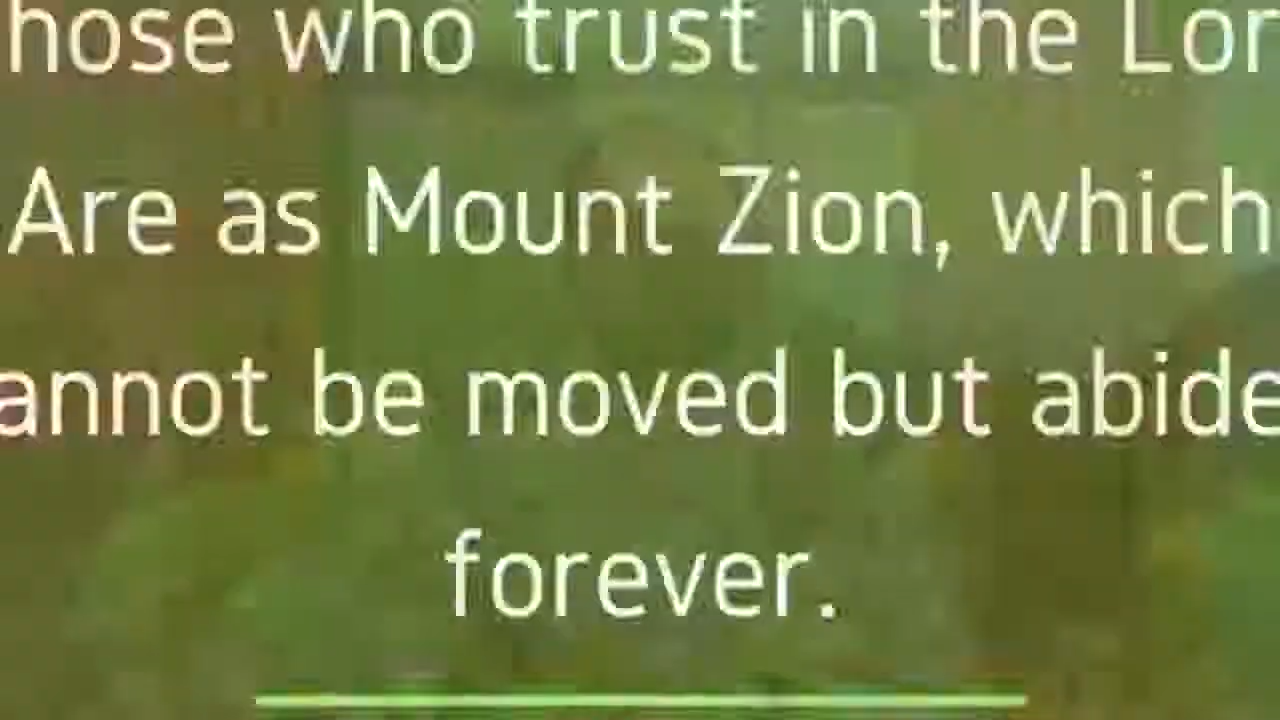 hose who trust in the Lor
Are as Mount Zion, which
annot be moved but abide
forever.